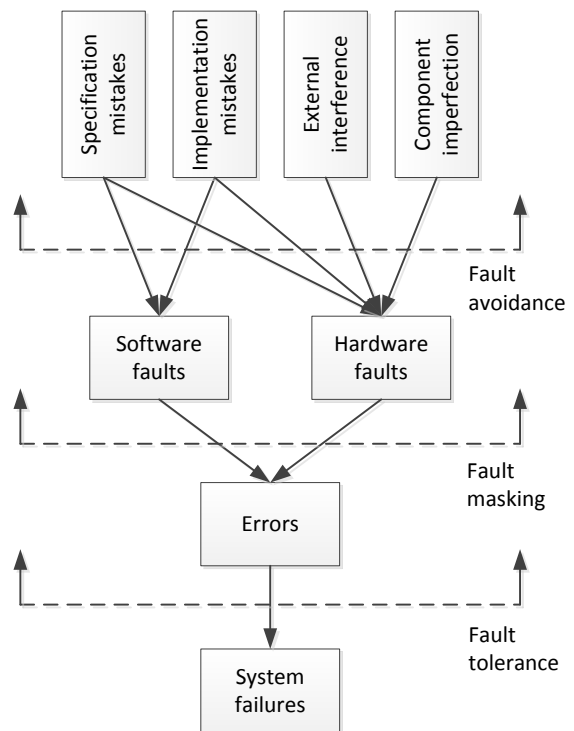 Specification
mistakes
Implementation
mistakes
External
interference
Component
imperfection
Fault
avoidance
Software
faults
Hardware
faults
Fault
masking
Errors
Fault
tolerance
System
failures